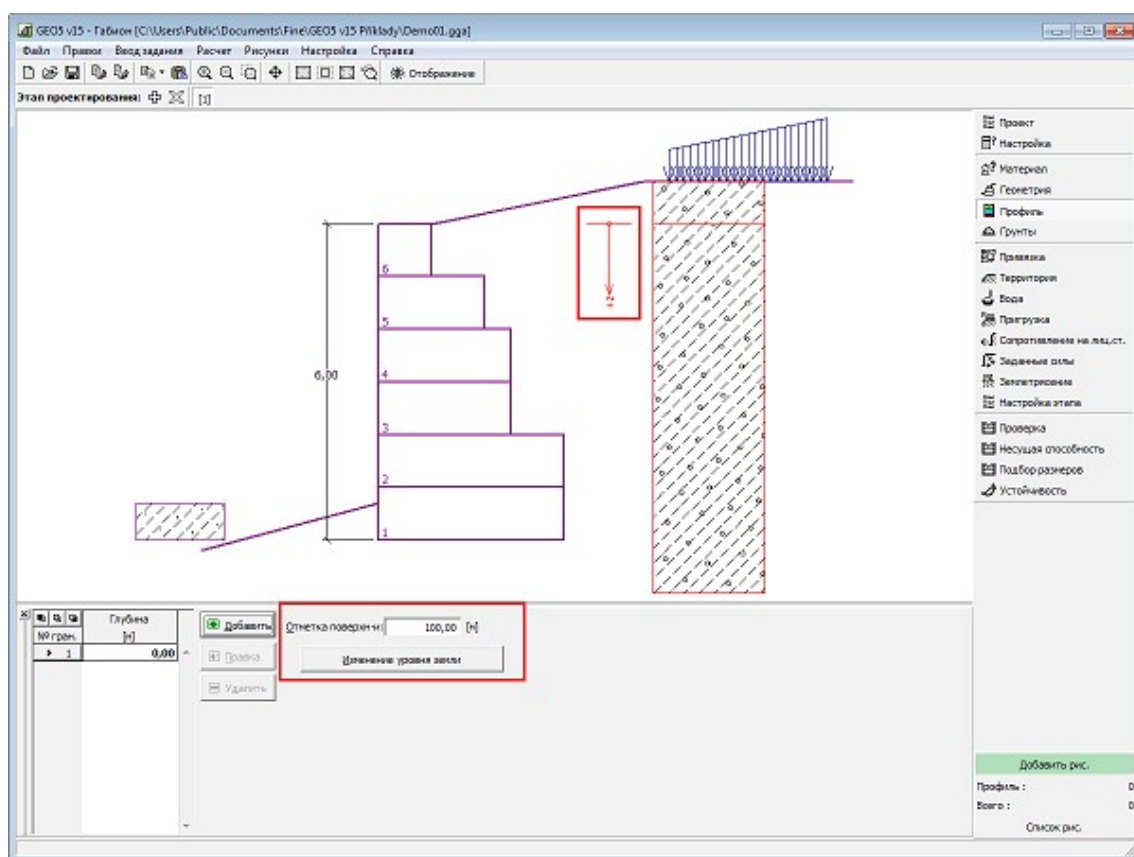 GEO5 v15 - Габион [C:\Users\Public\Documents\Fine\GEO5 v15 Příklady\Demo01.gga]
Файл Правки Ввод задания Расчет Рисунки Настройка Справка
Отображение
Этап проектирования: [1]
Проект
Настройка
Материал
Геометрия
Профиль
Грунты
Привязка
Территория
Вода
Пригрузка
Сопротивление на лиц.ст.
Заданные силы
Землетрясение
Настройка этапа
Проверка
Несущая способность
Подбор размеров
Устойчивость
+z
6
5
4
6,00
3
2
1
Глубина
№ гран. [м]
1 0,00
Добавить
Правка
Удалить
Отметка поверхн-и: 100,00 [м]
Изменение уровня земли
Добавить рис.
Профиль : 0
Всего : 0
Список рис.